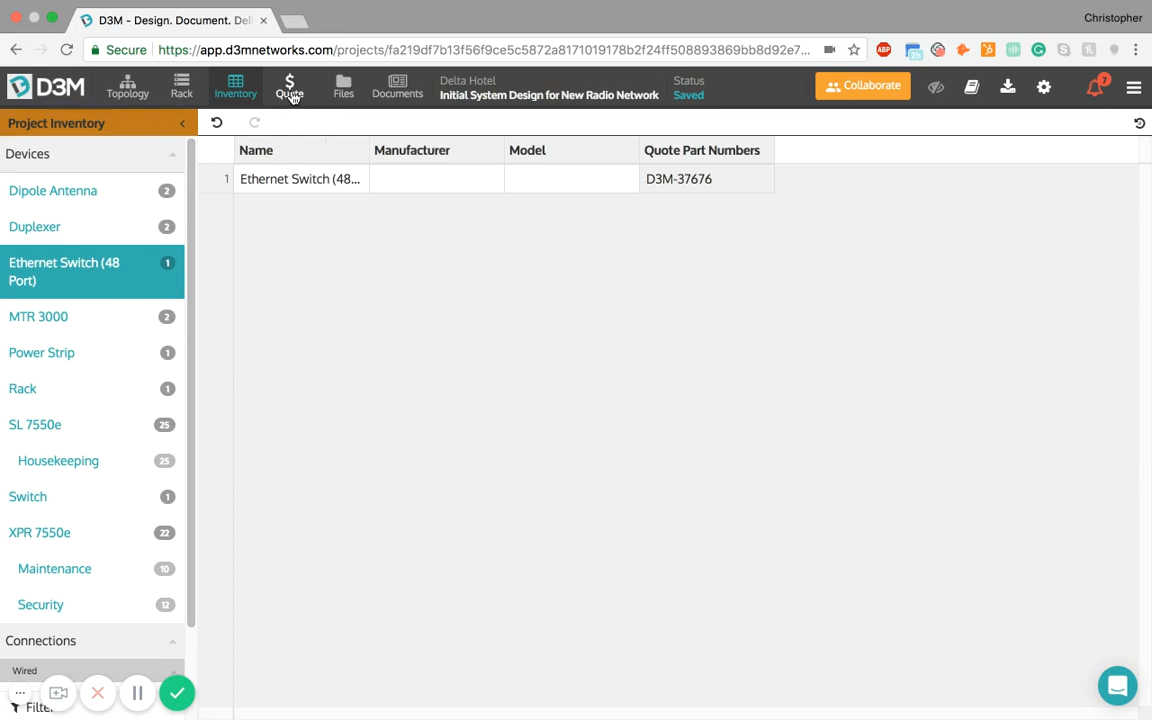 D3M - Design. Document. Deli
Christopher
Secure https://app.d3mnetworks.com/projects/fa219df7b13f56f9ce5c5872a8171019178b2f24ff508893869bb8d92e7...
ABP
D3M
Topology
Rack
Inventory
Quote
Files
Documents
Delta Hotel
Initial System Design for New Radio Network
Status
Saved
Collaborate
7
Project Inventory
Devices
Name Manufacturer Model Quote Part Numbers
1 Ethernet Switch (48... D3M-37676
Dipole Antenna 2
Duplexer 2
Ethernet Switch (48 1
Port)
MTR 3000 2
Power Strip 1
Rack 1
SL 7550e 25
Housekeeping 25
Switch 1
XPR 7550e 22
Maintenance 10
Security 12
Connections
Wired
Filte